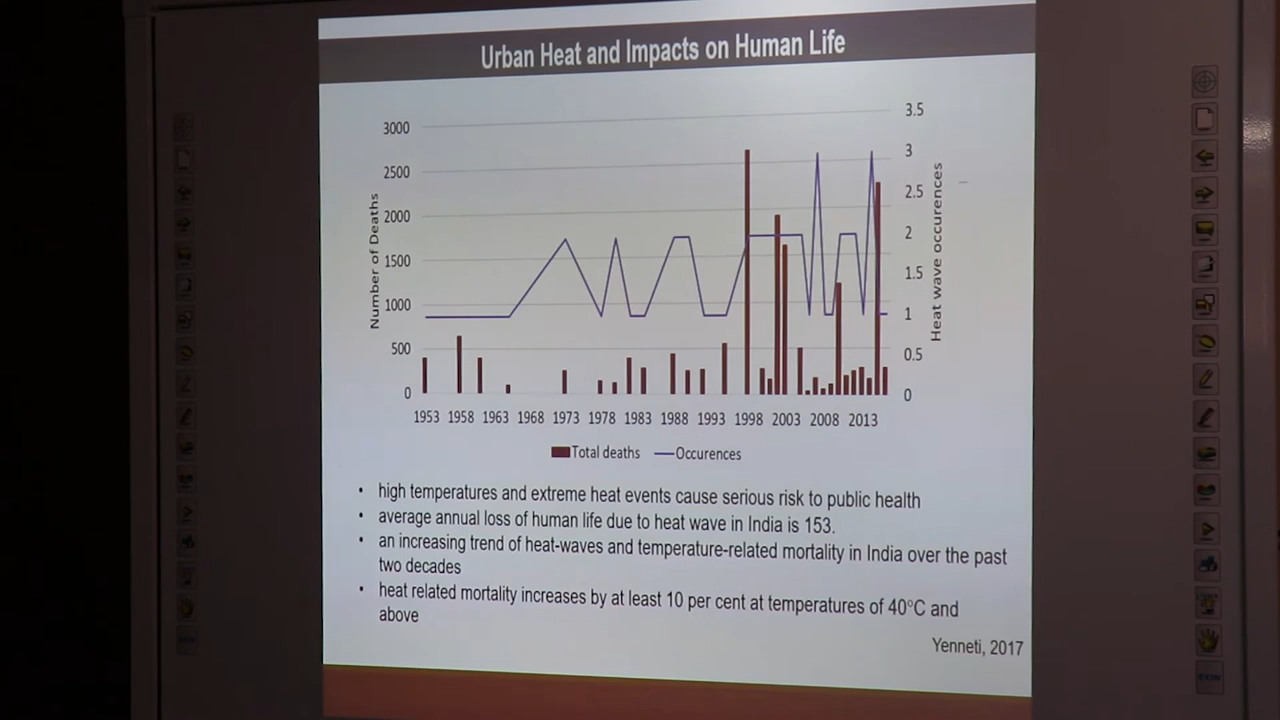 Urban Heat and Impacts on Human Life
3000
2500
2000
1500
1000
500
0
Number of Deaths
3.5
3
2.5
2
1.5
1
0.5
0
Heat wave occurences
1953 1958 1963 1968 1973 1978 1983 1988 1993 1998 2003 2008 2013
Total deaths Occurences
• high temperatures and extreme heat events cause serious risk to public health
• average annual loss of human life due to heat wave in India is 153.
• an increasing trend of heat-waves and temperature-related mortality in India over the past
two decades
• heat related mortality increases by at least 10 per cent at temperatures of 40°C and
above
Yenneti, 2017